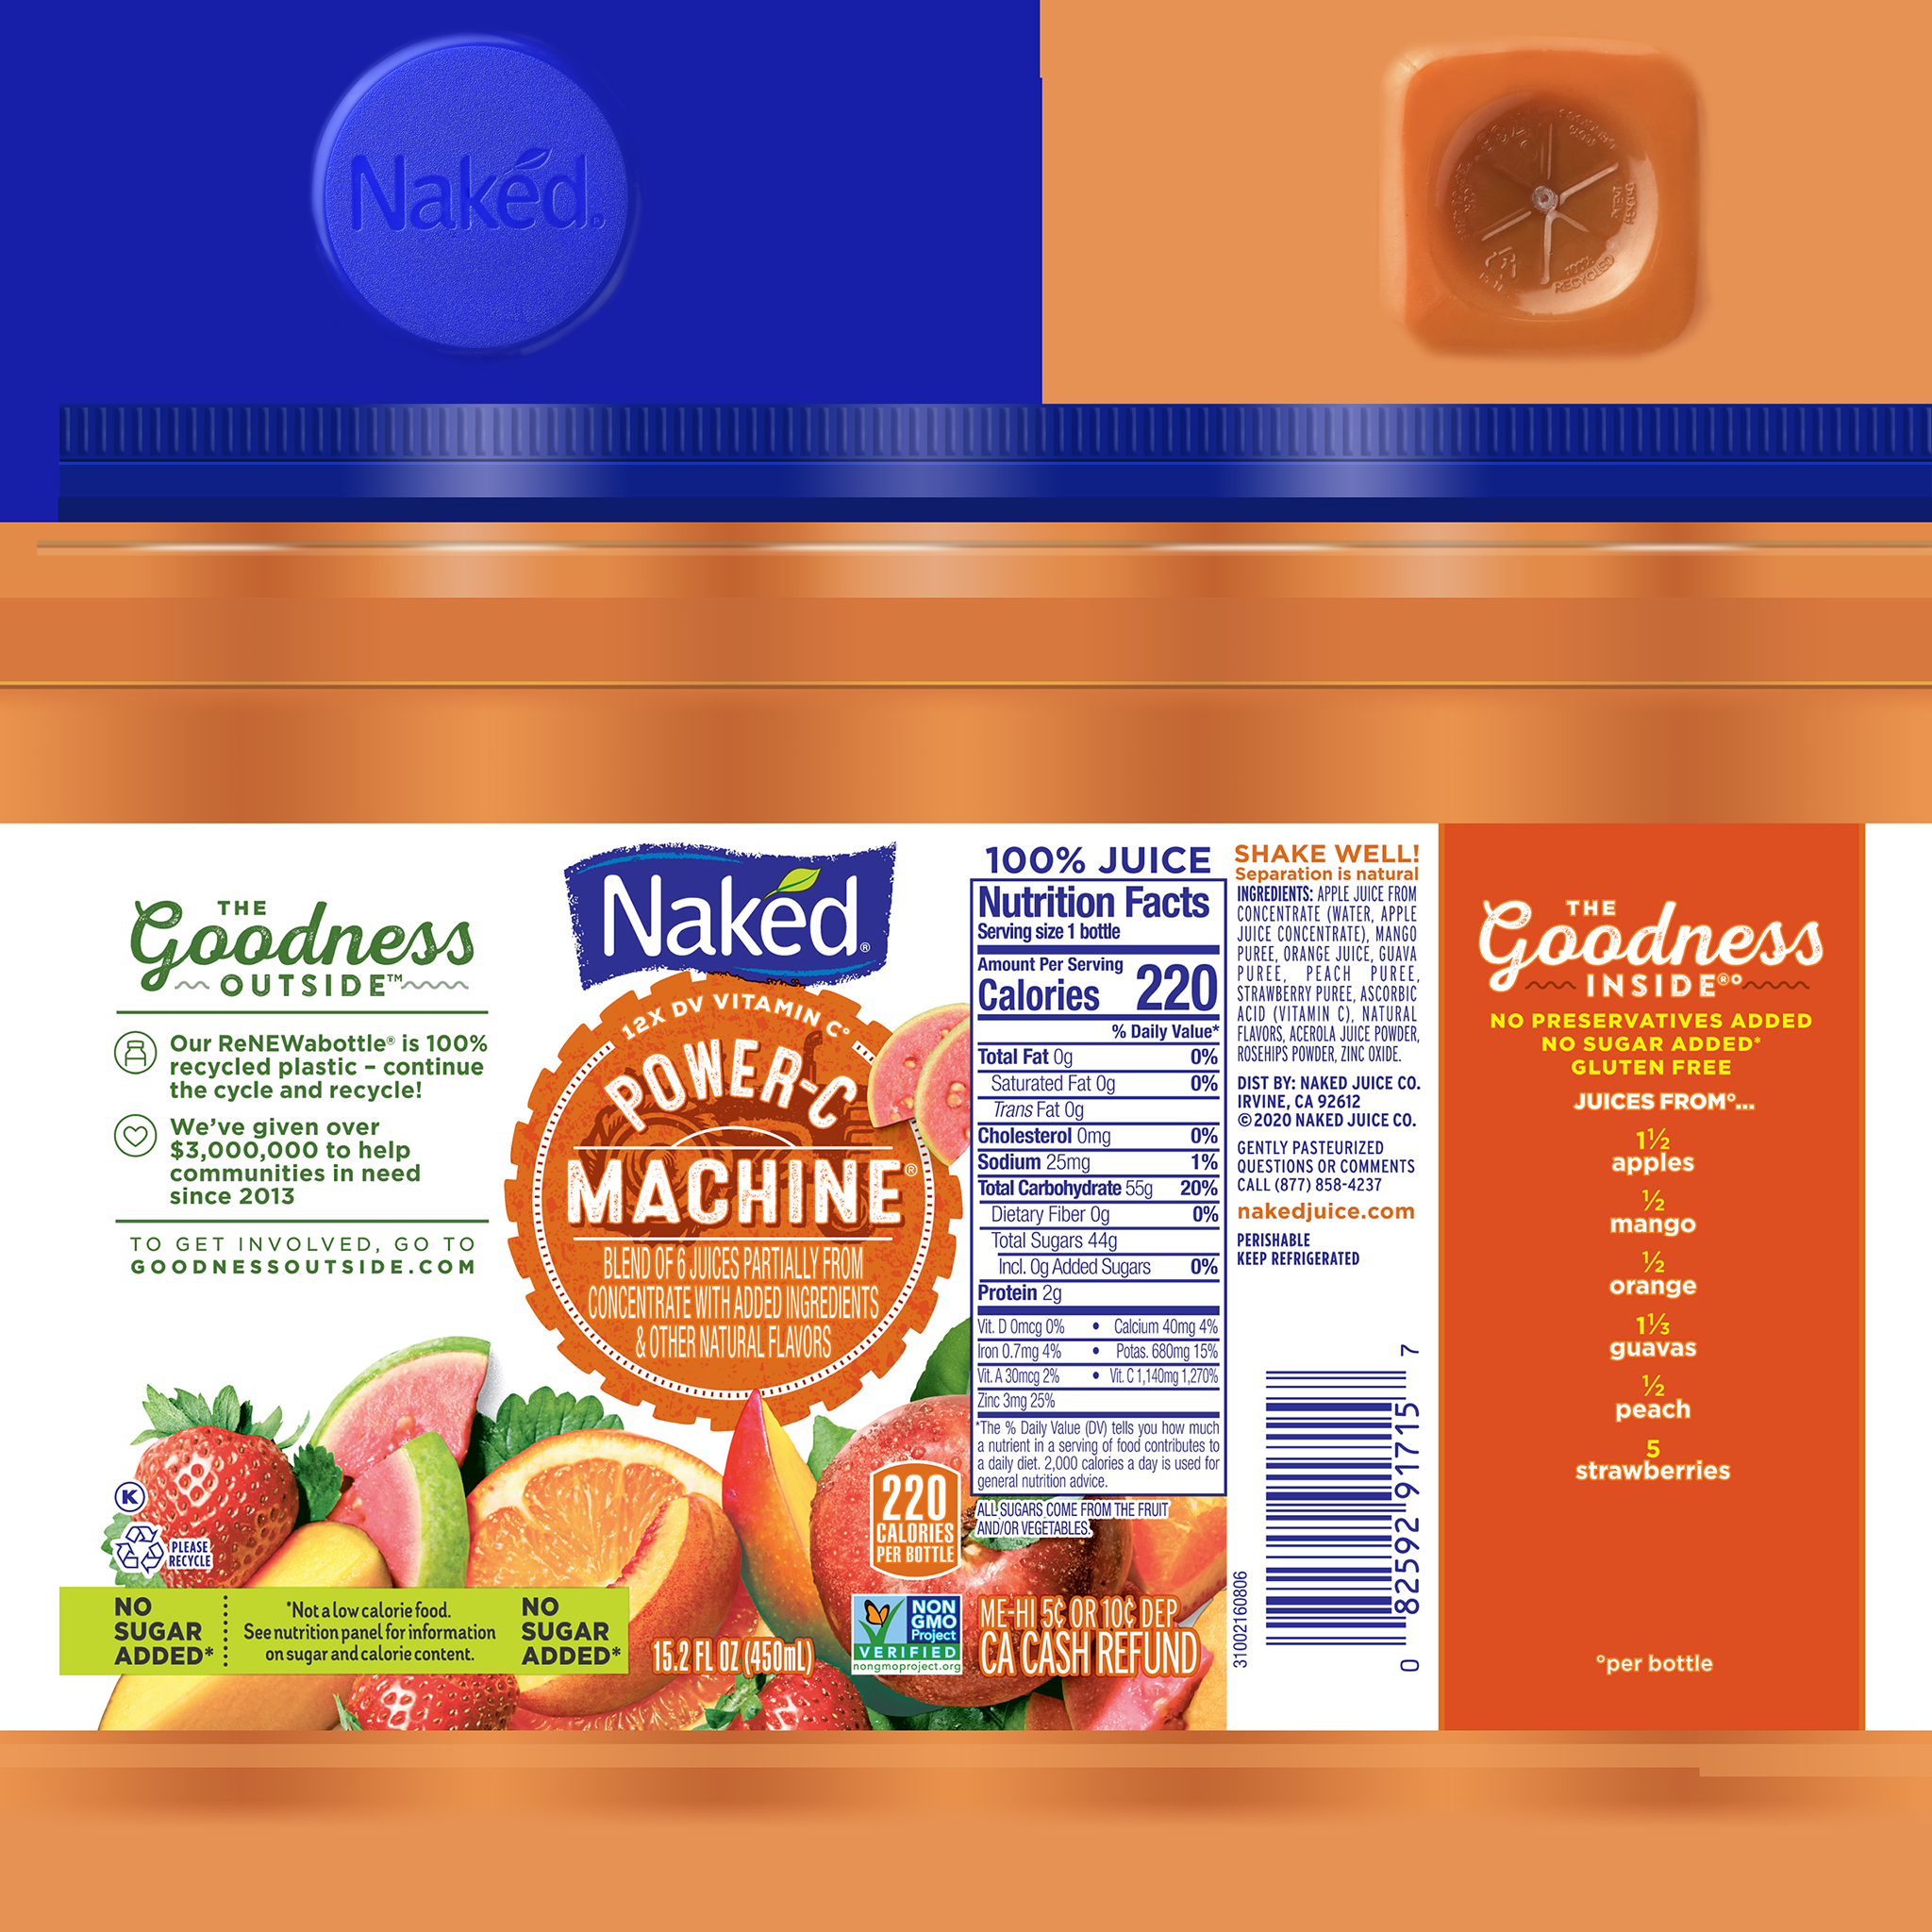 Naked®
100%
RECYCLED
THE
Goodness
OUTSIDE™
Our ReNEWabottle® is 100%
recycled plastic – continue
the cycle and recycle!
We've given over
$3,000,000 to help
communities in need
since 2013
TO GET INVOLVED, GO TO
GOODNESSOUTSIDE.COM
K
PLEASE
RECYCLE
NO
SUGAR
ADDED*
*Not a low calorie food.
See nutrition panel for information
on sugar and calorie content.
NO
SUGAR
ADDED*
Naked®
12X DV VITAMIN C°
POWER-C
MACHINE®
BLEND OF 6 JUICES PARTIALLY FROM
CONCENTRATE WITH ADDED INGREDIENTS
& OTHER NATURAL FLAVORS
220
CALORIES
PER BOTTLE
15.2 FL OZ (450mL)
NON
GMO
Project
VERIFIED
nongmoproject.org
100% JUICE
Nutrition Facts
Serving size 1 bottle
Amount Per Serving
Calories 220
% Daily Value*
Total Fat 0g 0%
Saturated Fat 0g 0%
Trans Fat 0g
Cholesterol 0mg 0%
Sodium 25mg 1%
Total Carbohydrate 55g 20%
Dietary Fiber 0g 0%
Total Sugars 44g
Incl. 0g Added Sugars 0%
Protein 2g
Vit. D 0mcg 0% • Calcium 40mg 4%
Iron 0.7mg 4% • Potas. 680mg 15%
Vit. A 30mcg 2% • Vit. C 1,140mg 1,270%
Zinc 3mg 25%
*The % Daily Value (DV) tells you how much
a nutrient in a serving of food contributes to
a daily diet. 2,000 calories a day is used for
general nutrition advice.
ALL SUGARS COME FROM THE FRUIT
AND/OR VEGETABLES.
ME-HI 5¢ OR 10¢ DEP
CA CASH REFUND
SHAKE WELL!
Separation is natural
INGREDIENTS: APPLE JUICE FROM
CONCENTRATE (WATER, APPLE
JUICE CONCENTRATE), MANGO
PUREE, ORANGE JUICE, GUAVA
PUREE, PEACH PUREE,
STRAWBERRY PUREE, ASCORBIC
ACID (VITAMIN C), NATURAL
FLAVORS, ACEROLA JUICE POWDER,
ROSEHIPS POWDER, ZINC OXIDE.
DIST BY: NAKED JUICE CO.
IRVINE, CA 92612
©2020 NAKED JUICE CO.
GENTLY PASTEURIZED
QUESTIONS OR COMMENTS
CALL (877) 858-4237
nakedjuice.com
PERISHABLE
KEEP REFRIGERATED
31002160806
0 82592 91715 7
THE
Goodness
INSIDE®°
NO PRESERVATIVES ADDED
NO SUGAR ADDED*
GLUTEN FREE
JUICES FROM°...
1½
apples
½
mango
½
orange
1⅓
guavas
½
peach
5
strawberries
°per bottle